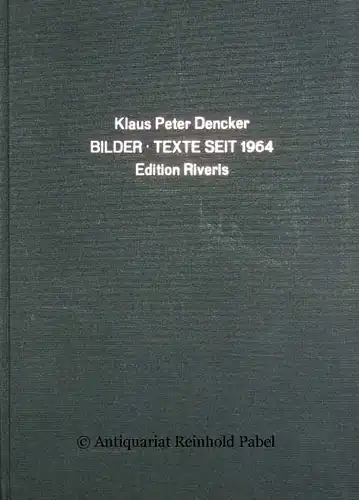 Klaus Peter Dencker
BILDER · TEXTE SEIT 1964
Edition Riveris
© Antiquariat Reinhold Pabel